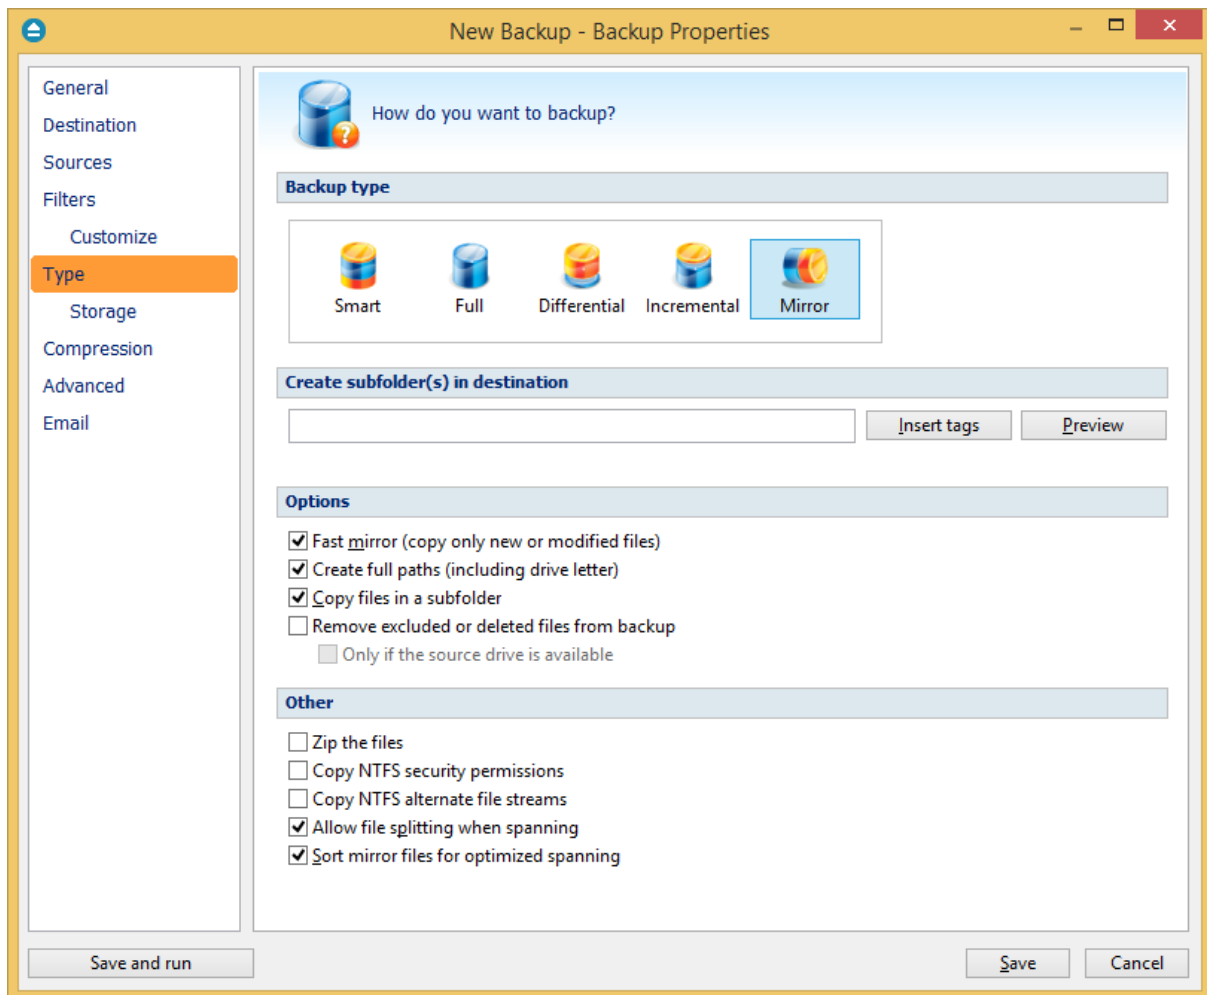 New Backup - Backup Properties
General
Destination
Sources
Filters
Customize
Type
Storage
Compression
Advanced
Email
How do you want to backup?
Backup type
Smart Full Differential Incremental Mirror
Create subfolder(s) in destination
Insert tags Preview
Options
Fast mirror (copy only new or modified files)
Create full paths (including drive letter)
Copy files in a subfolder
Remove excluded or deleted files from backup
Only if the source drive is available
Other
Zip the files
Copy NTFS security permissions
Copy NTFS alternate file streams
Allow file splitting when spanning
Sort mirror files for optimized spanning
Save and run Save Cancel